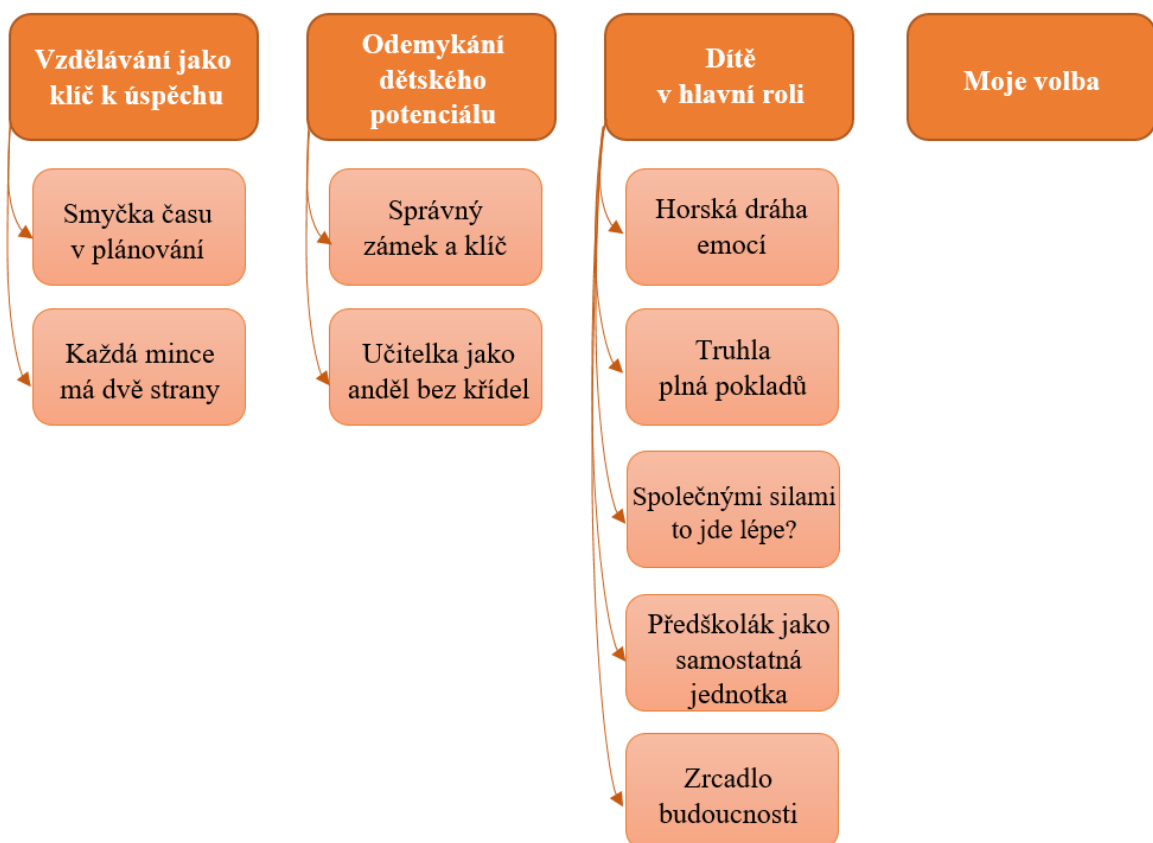 Vzdělávání jako
klíč k úspěchu
Smyčka času
v plánování
Každá mince
má dvě strany
Odemykání
dětského
potenciálu
Správný
zámek a klíč
Učitelka jako
anděl bez křídel
Dítě
v hlavní roli
Horská dráha
emocí
Truhla
plná pokladů
Společnými silami
to jde lépe?
Předškolák jako
samostatná
jednotka
Zrcadlo
budoucnosti
Moje volba